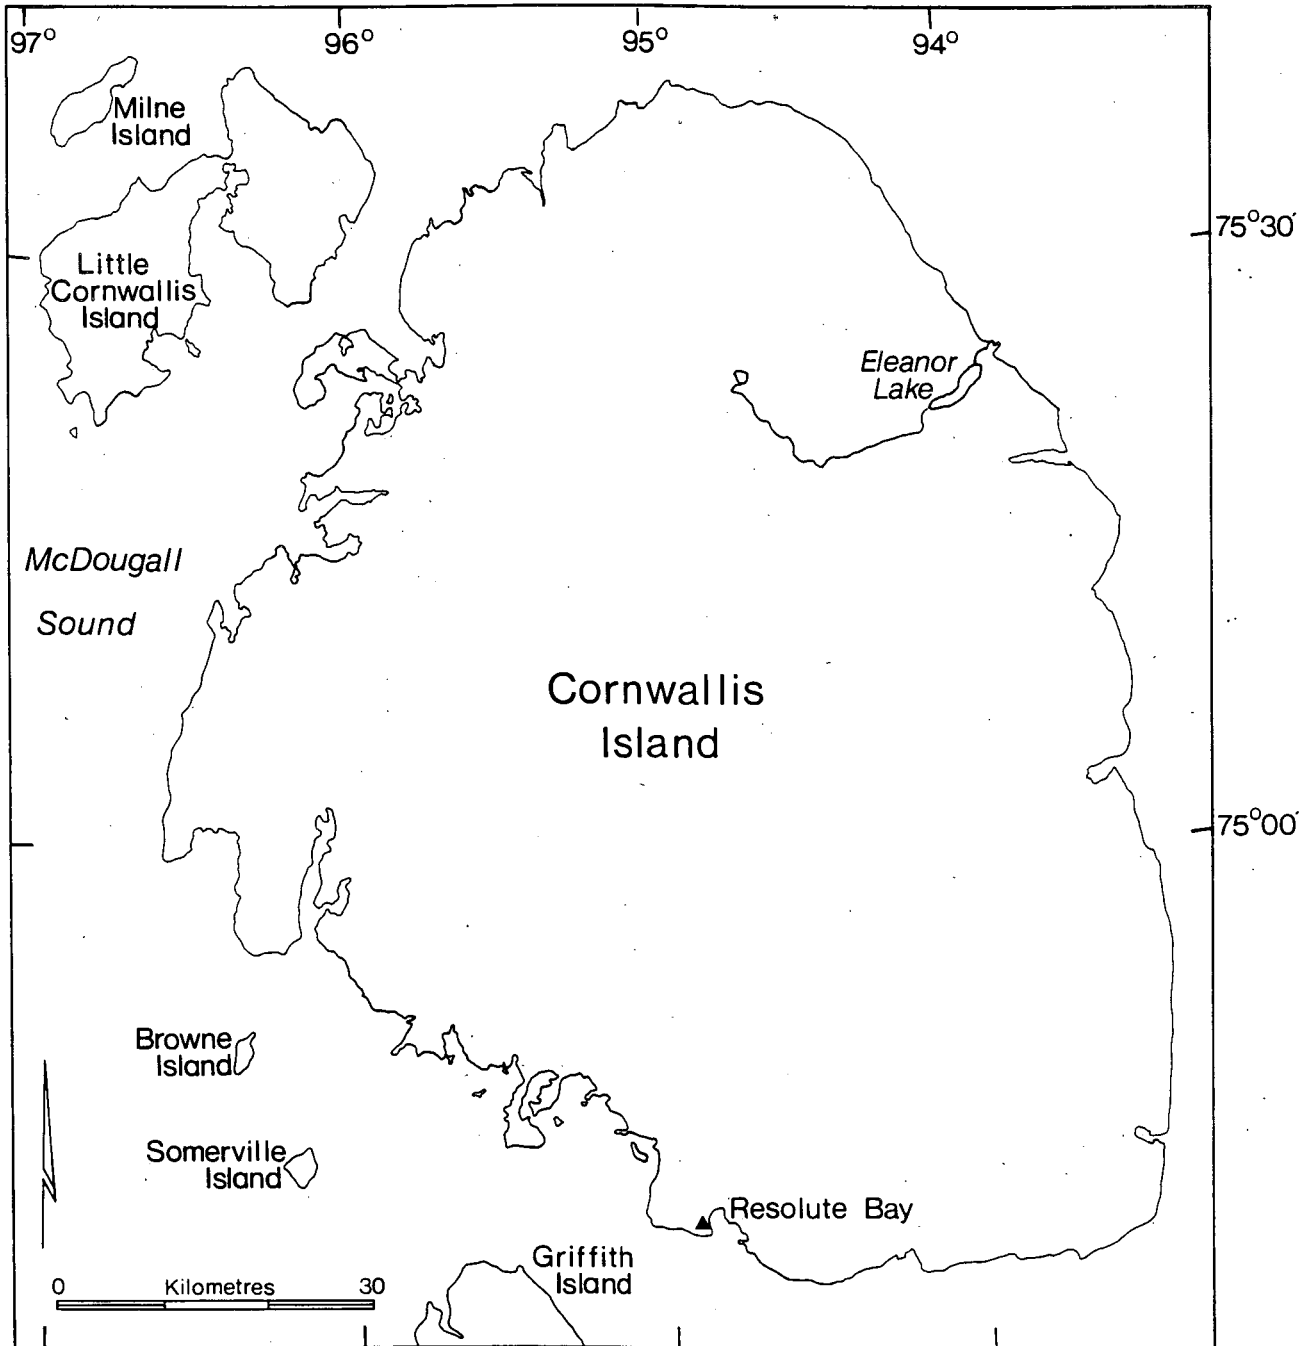 97°
96°
95°
94°
Milne
Island
75°30'
Little
Cornwallis
Island
Eleanor
Lake
McDougall
Sound
Cornwallis
Island
75°00'
Browne
Island
Somerville
Island
Resolute Bay
Griffith
Island
0 Kilometres 30